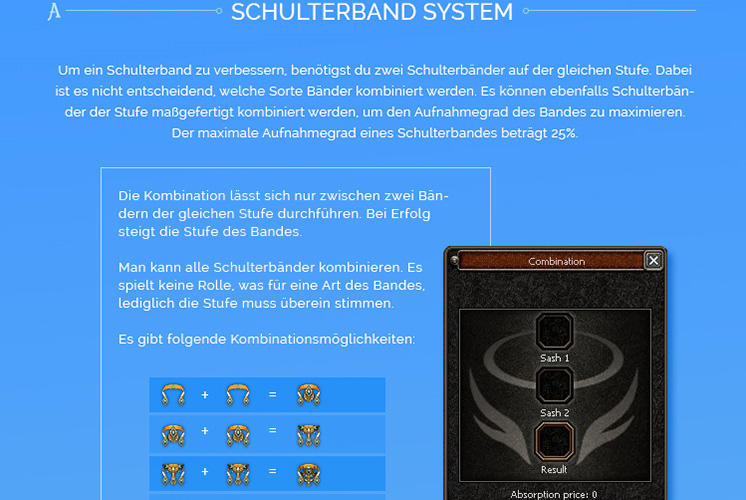 A
SCHULTERBAND SYSTEM
Um ein Schulterband zu verbessern, benötigst du zwei Schulterbänder auf der gleichen Stufe. Dabei
ist es nicht entscheidend, welche Sorte Bänder kombiniert werden. Es können ebenfalls Schulterbän-
der der Stufe maßgefertigt kombiniert werden, um den Aufnahmegrad des Bandes zu maximieren.
Der maximale Aufnahmegrad eines Schulterbandes beträgt 25%.
Die Kombination lässt sich nur zwischen zwei Bän-
dern der gleichen Stufe durchführen. Bei Erfolg
steigt die Stufe des Bandes.
Man kann alle Schulterbänder kombinieren. Es
spielt keine Rolle, was für eine Art des Bandes,
lediglich die Stufe muss überein stimmen.
Es gibt folgende Kombinationsmöglichkeiten:
+ =
+ =
+ =
Combination
Sash 1
Sash 2
Result
Absorption price: 0